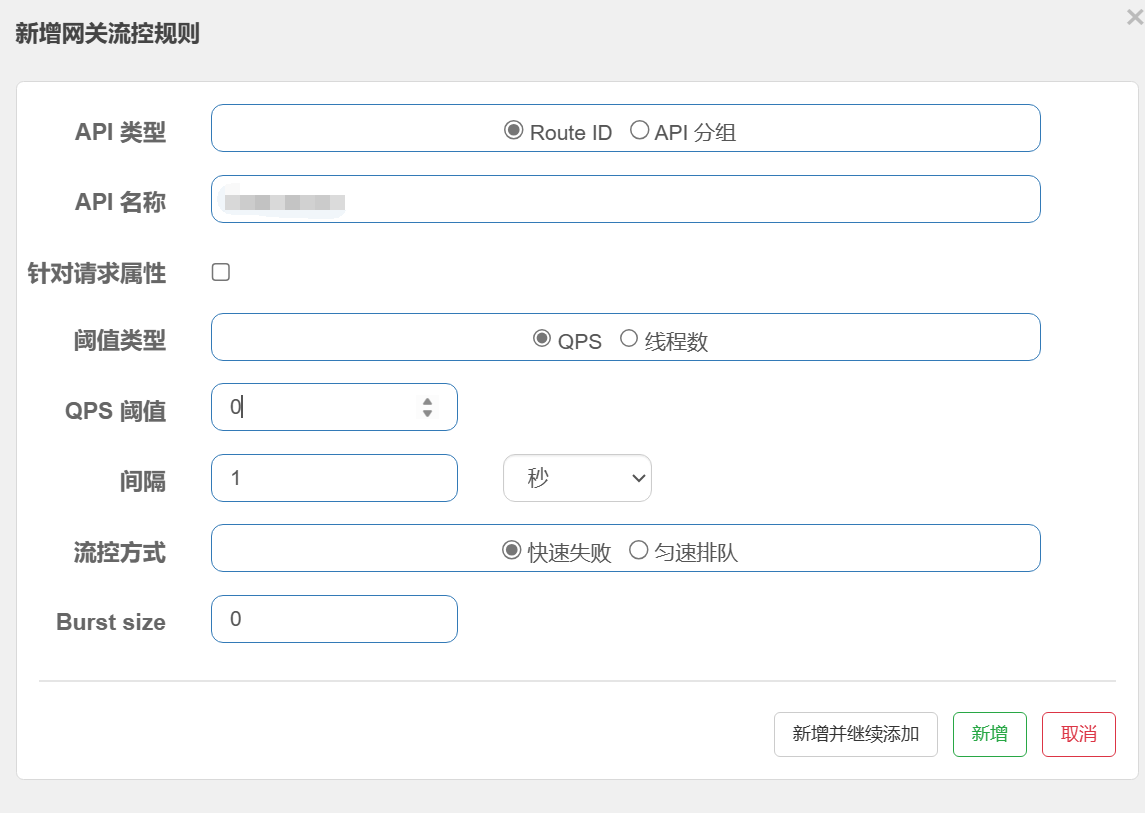 新增网关流控规则
API 类型 Route ID API 分组
API 名称
针对请求属性
阈值类型 QPS 线程数
QPS 阈值 0
间隔 1 秒
流控方式 快速失败 匀速排队
Burst size 0
新增并继续添加 新增 取消